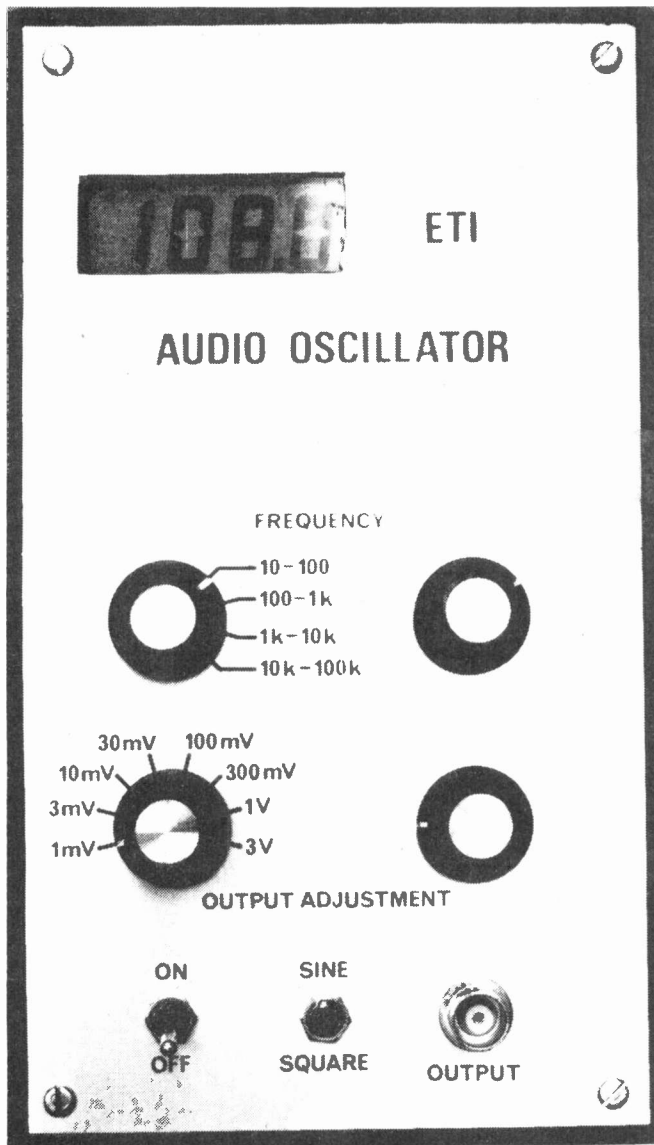 108.
ETI
AUDIO OSCILLATOR
FREQUENCY
10-100
100-1k
1k-10k
10k-100k
30mV
100mV
10mV
300mV
3mV
1V
1mV
3V
OUTPUT ADJUSTMENT
ON
SINE
OFF
SQUARE
OUTPUT